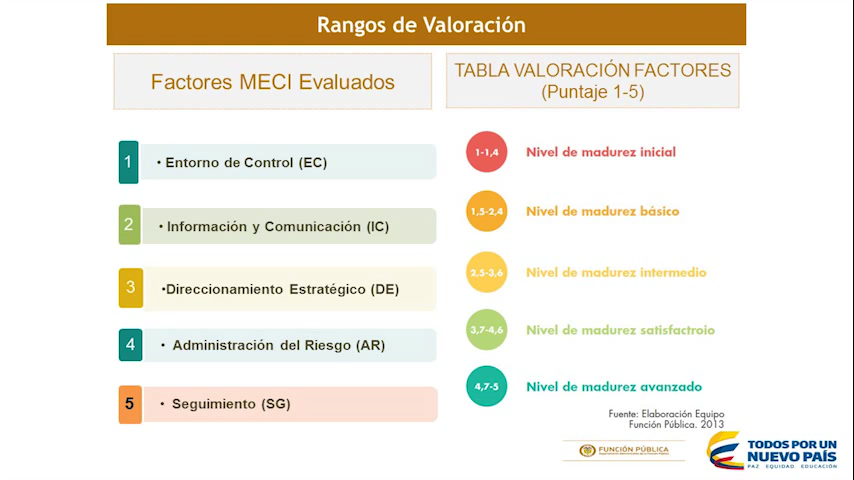 Rangos de Valoración
Factores MECI Evaluados
1
• Entorno de Control (EC)
2
• Información y Comunicación (IC)
3
•Direccionamiento Estratégico (DE)
4
• Administración del Riesgo (AR)
5
• Seguimiento (SG)
TABLA VALORACIÓN FACTORES
(Puntaje 1-5)
1-1,4
Nivel de madurez inicial
1,5-2,4
Nivel de madurez básico
2,5-3,6
Nivel de madurez intermedio
3,7-4,6
Nivel de madurez satisfactroio
4,7-5
Nivel de madurez avanzado
Fuente: Elaboración Equipo
Función Pública. 2013
FUNCIÓN PÚBLICA
TODOS POR UN
NUEVO PAÍS
PAZ EQUIDAD EDUCACIÓN